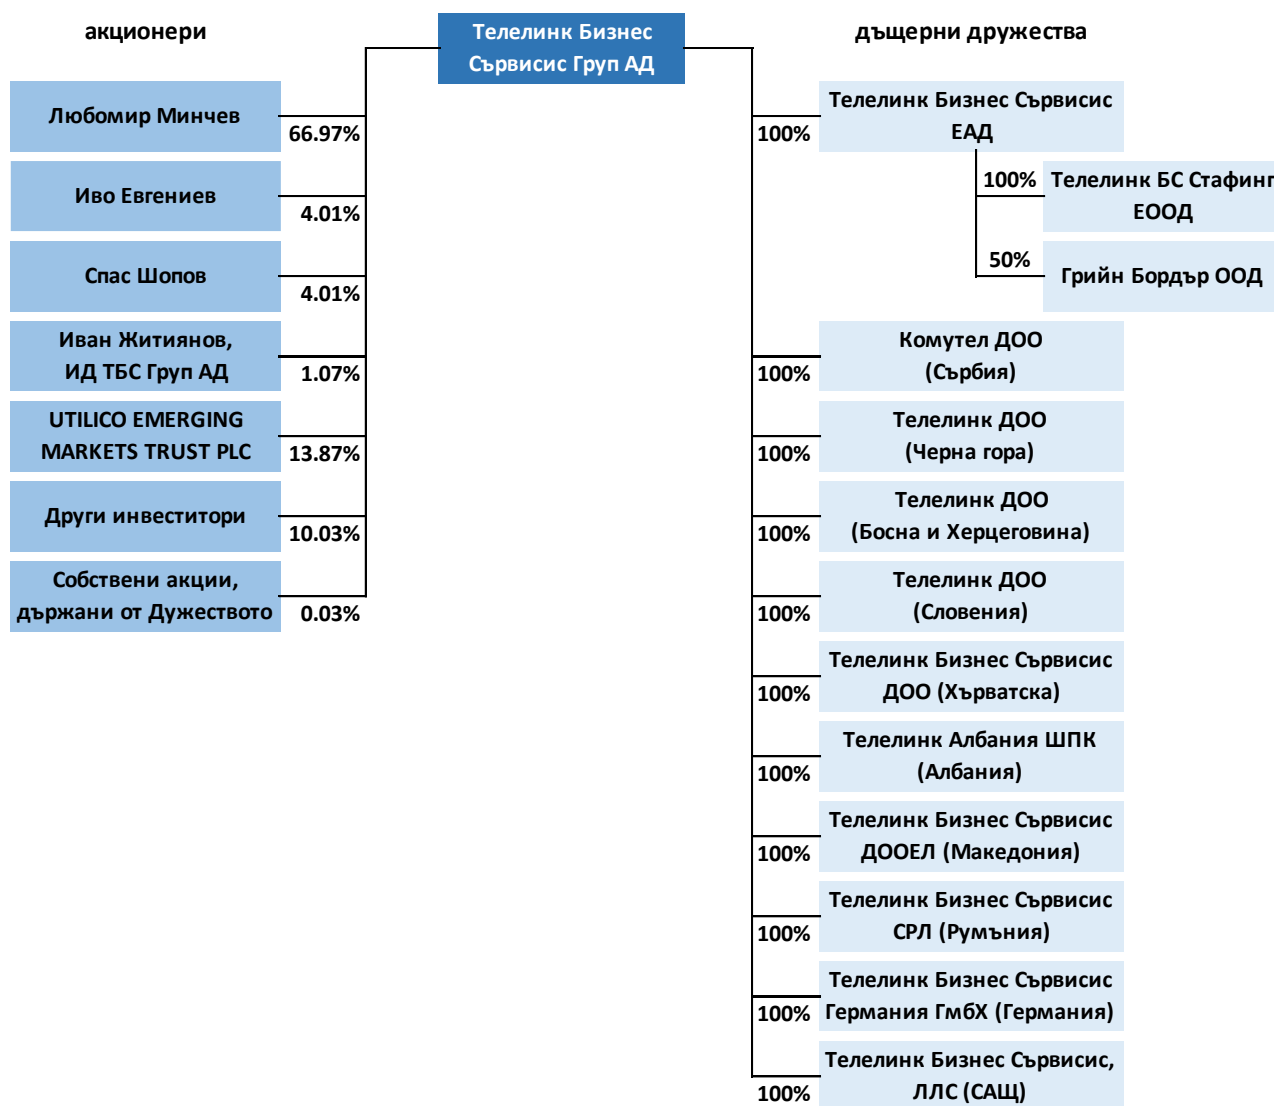 акционери
Телелинк Бизнес
Сървисис Груп АД
дъщерни дружества
Любомир Минчев
66.97%
Иво Евгениев
4.01%
Спас Шопов
4.01%
Иван Житиянов,
ИД ТБС Груп АД
1.07%
UTILICO EMERGING
MARKETS TRUST PLC
13.87%
Други инвеститори
10.03%
Собствени акции,
държани от Дужеството
0.03%
Телелинк Бизнес Сървисис
ЕАД
100%
100%
Телелинк БС Стафинг
ЕООД
50%
Грийн Бордър ООД
Комутел ДОО
(Сърбия)
100%
Телелинк ДОО
(Черна гора)
100%
Телелинк ДОО
(Босна и Херцеговина)
100%
Телелинк ДОО
(Словения)
100%
Телелинк Бизнес Сървисис
ДОО (Хърватска)
100%
Телелинк Албания ШПК
(Албания)
100%
Телелинк Бизнес Сървисис
ДООЕЛ (Македония)
100%
Телелинк Бизнес Сървисис
СРЛ (Румъния)
100%
Телелинк Бизнес Сървисис
Германия ГмбХ (Германия)
100%
Телелинк Бизнес Сървисис,
ЛЛС (САЩ)
100%